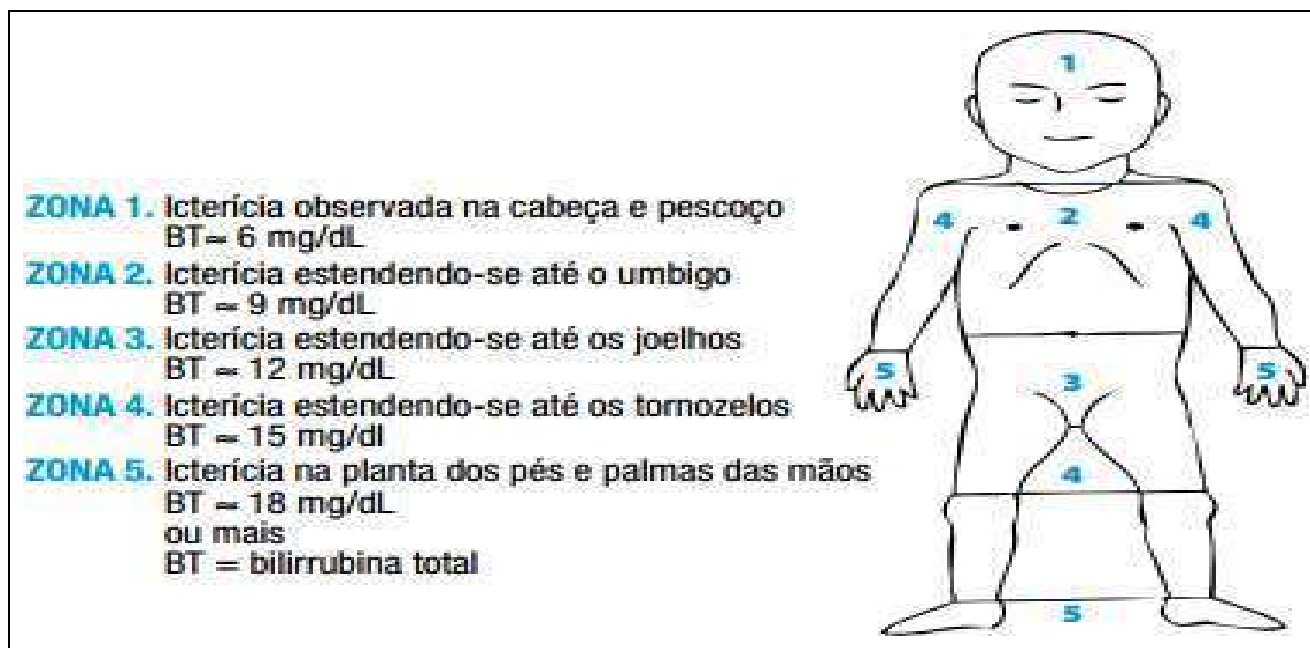 ZONA 1. Icterícia observada na cabeça e pescoço
BT= 6 mg/dL
ZONA 2. Icterícia estendendo-se até o umbigo
BT = 9 mg/dL
ZONA 3. Icterícia estendendo-se até os joelhos
BT = 12 mg/dL
ZONA 4. Icterícia estendendo-se até os tornozelos
BT = 15 mg/dl
ZONA 5. Icterícia na planta dos pés e palmas das mãos
BT = 18 mg/dL
ou mais
BT = bilirrubina total
1
4 2 4
5 5
3
4
5